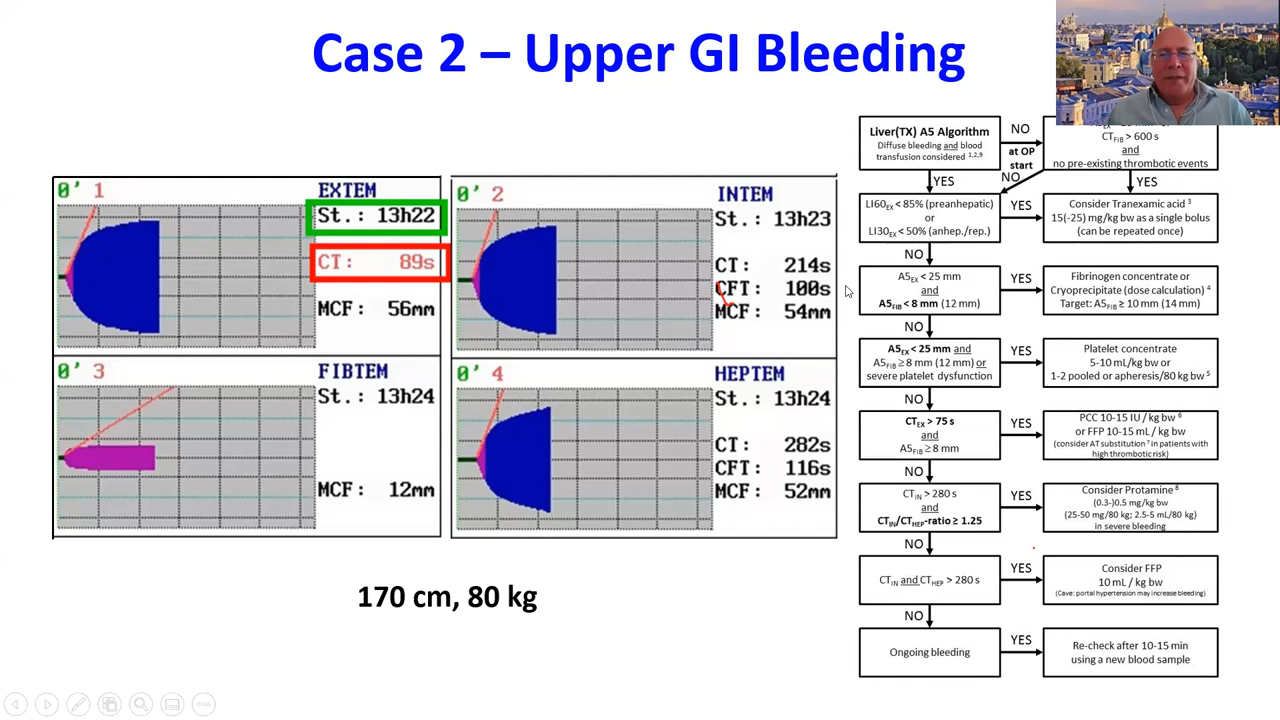 Case 2 – Upper GI Bleeding
0' 1
EXTEM
St.: 13h22
CT: 89s
MCF: 56mm
0' 2
INTEM
St.: 13h23
CT: 214s
CFT: 100s
MCF: 54mm
0' 3
FIBTEM
St.: 13h24
MCF: 12mm
0' 4
HEPTEM
St.: 13h24
CT: 282s
CFT: 116s
MCF: 52mm
170 cm, 80 kg
Liver(TX) A5 Algorithm
Diffuse bleeding and blood
transfusion considered 1,2,9
NO
at OP
start
CTFIB > 600 s
and
no pre-existing thrombotic events
YES
NO
YES
LI60EX < 85% (preanhepatic)
or
LI30EX < 50% (anhep./rep.)
YES
Consider Tranexamic acid 3
15(-25) mg/kg bw as a single bolus
(can be repeated once)
NO
A5EX < 25 mm
and
A5FIB < 8 mm (12 mm)
YES
Fibrinogen concentrate or
Cryoprecipitate (dose calculation) 4
Target: A5FIB ≥ 10 mm (14 mm)
NO
A5EX < 25 mm and
A5FIB ≥ 8 mm (12 mm) or
severe platelet dysfunction
YES
Platelet concentrate
5-10 mL/kg bw or
1-2 pooled or apheresis/80 kg bw 5
NO
CTEX > 75 s
and
A5FIB ≥ 8 mm
YES
PCC 10-15 IU / kg bw 6
or FFP 10-15 mL / kg bw
(consider AT substitution 7 in patients with
high thrombotic risk)
NO
CTIN > 280 s
and
CTIN/CTHEP-ratio ≥ 1.25
YES
Consider Protamine 8
(0.3-)0.5 mg/kg bw
(25-50 mg/80 kg; 2.5-5 mL/80 kg)
in severe bleeding
NO
CTIN and CTHEP > 280 s
YES
Consider FFP
10 mL / kg bw
(Cave: portal hypertension may increase bleeding)
NO
Ongoing bleeding
YES
Re-check after 10-15 min
using a new blood sample